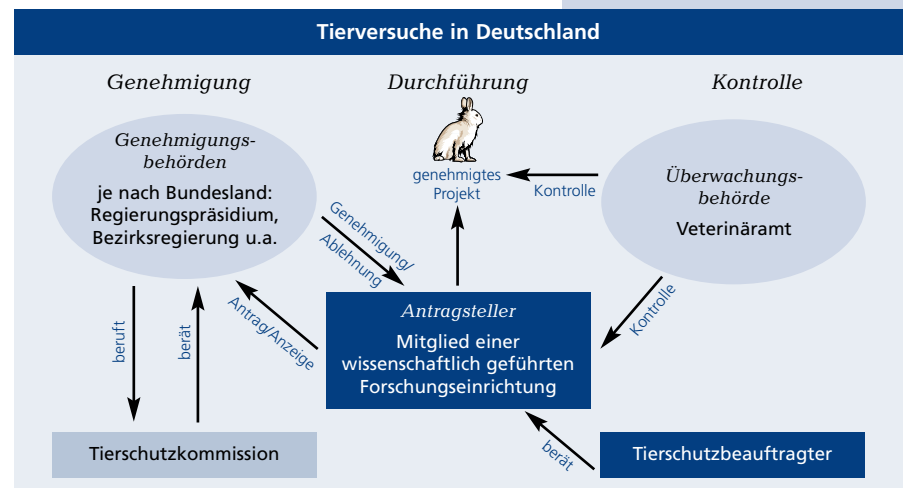 Tierversuche in Deutschland
Genehmigung
Durchführung
Kontrolle
Genehmigungs-
behörden
je nach Bundesland:
Regierungspräsidium,
Bezirksregierung u.a.
genehmigtes
Projekt
Kontrolle
Überwachungs-
behörde
Veterinäramt
Genehmigung/
Ablehnung
Antrag/Anzeige
Kontrolle
beruft
berät
Antragsteller
Mitglied einer
wissenschaftlich geführten
Forschungseinrichtung
berät
Tierschutzkommission
Tierschutzbeauftragter